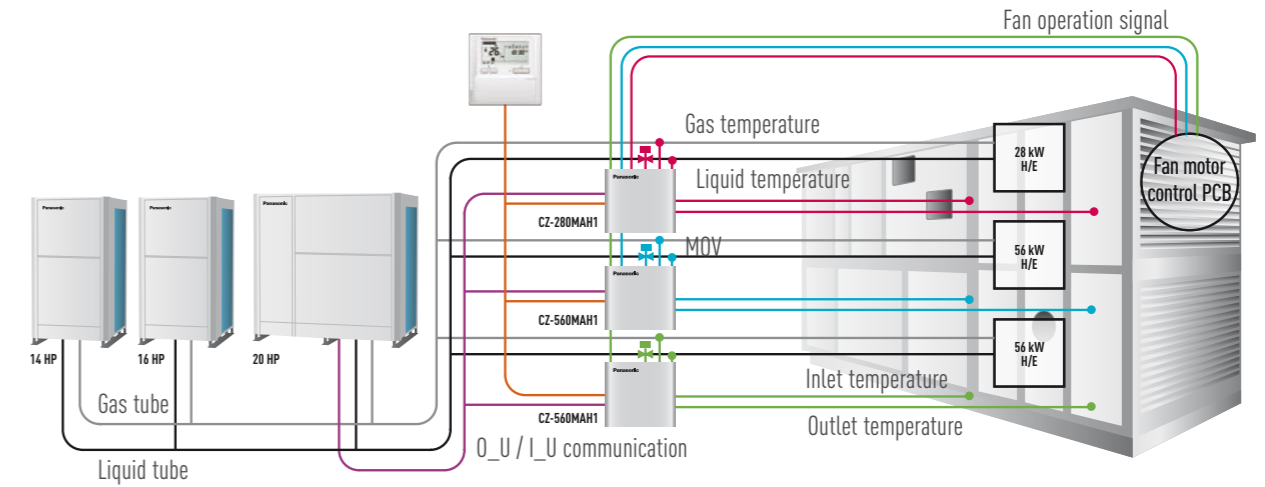 Fan operation signal
Panasonic
26
Gas temperature
28 kW
H/E
Fan motor
control PCB
Panasonic
Liquid temperature
Panasonic
Panasonic
Panasonic
CZ-280MAH1
MOV
56 kW
H/E
Panasonic
CZ-560MAH1
56 kW
H/E
14 HP
16 HP
20 HP
Panasonic
Inlet temperature
Gas tube
CZ-560MAH1
Outlet temperature
O_U / I_U communication
Liquid tube